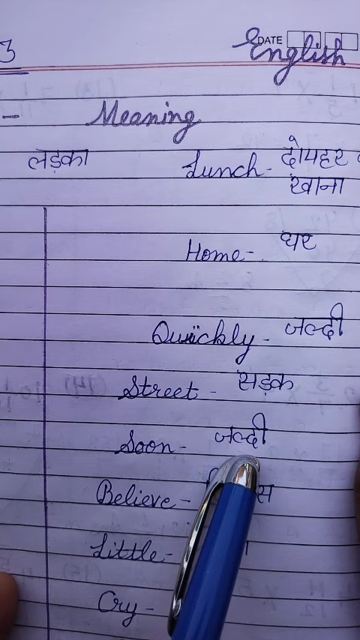 3 DATE
English
Meaning
लड़का Lunch - दोपहर
खाना
Home - घर
Quickly - जल्दी
Street - सड़क
Soon - जल्दी
Believe -
Little -
Cry -